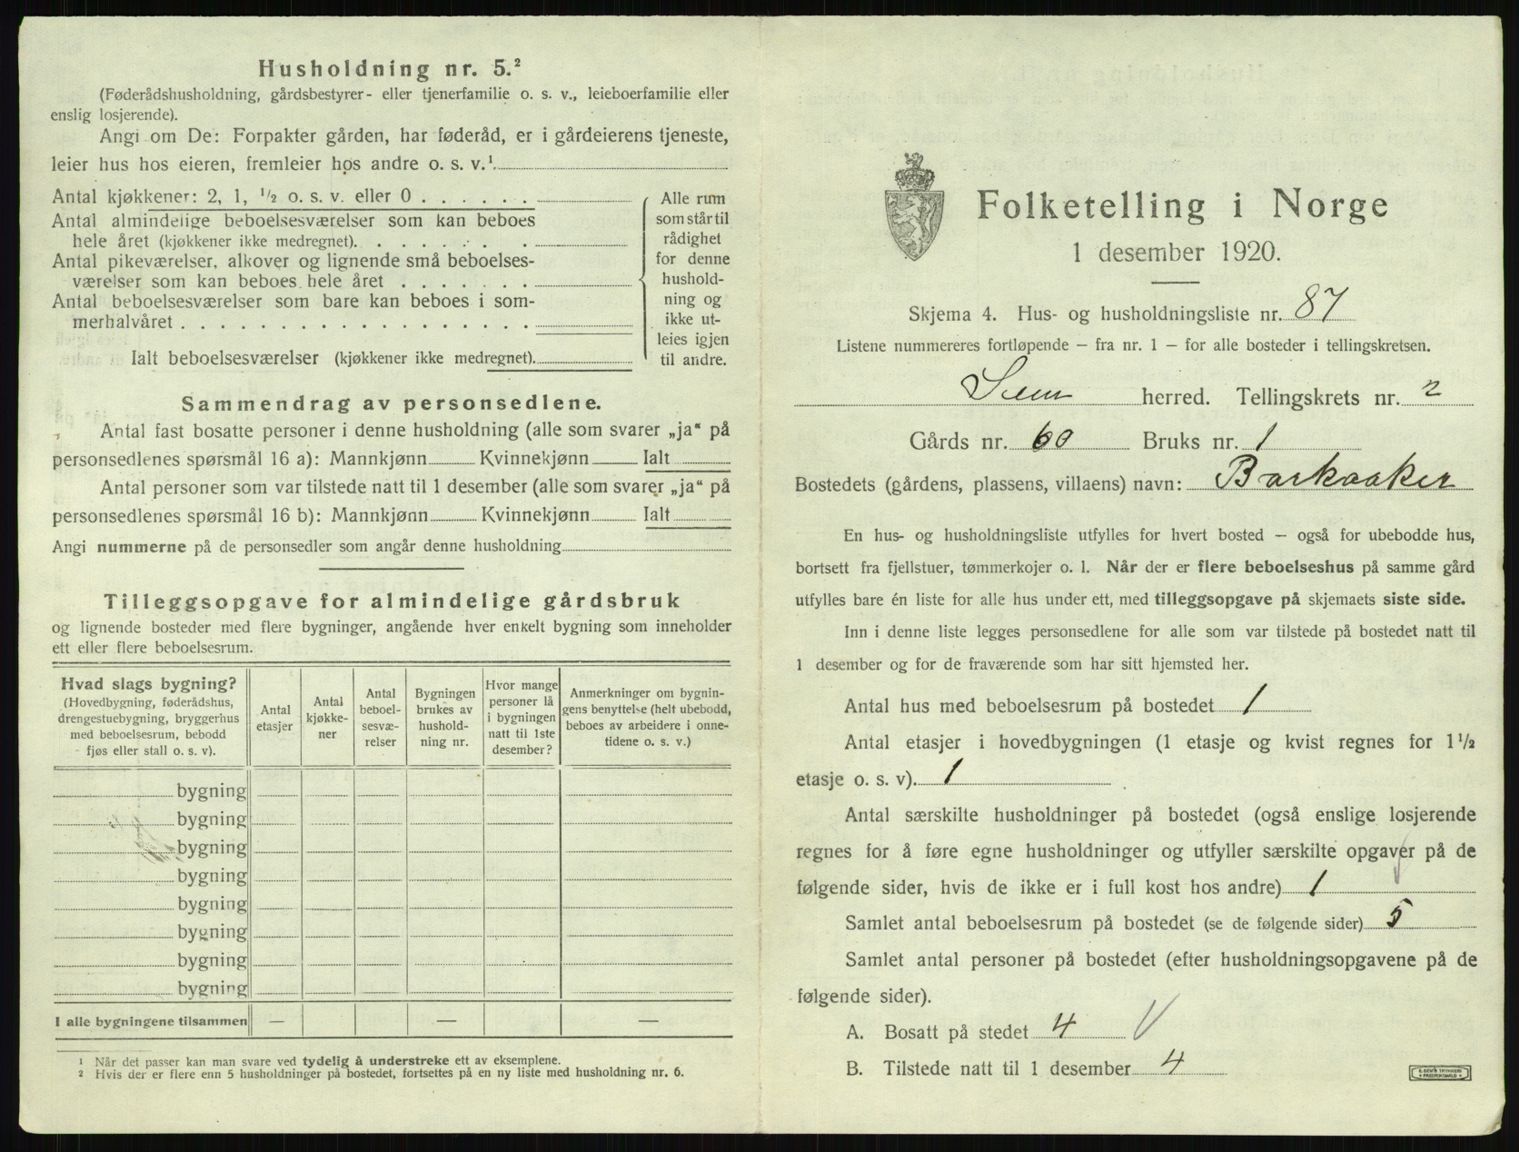 Husholdning nr. 5.²
(Føderådshusholdning, gårdsbestyrer- eller tjenerfamilie o. s. v., leieboerfamilie eller
enslig losjerende).
Angi om De: Forpakter gården, har føderåd, er i gårdeierens tjeneste,
leier hus hos eieren, fremleier hos andre o. s. v.¹
Antal kjøkkener: 2, 1, ½ o. s. v. eller 0 . . . . . .
Antal almindelige beboelsesværelser som kan beboes
hele året (kjøkkener ikke medregnet). . . . . . . .
Antal pikeværelser, alkover og lignende små beboelses-
værelser som kan beboes hele året . . . . . . .
Antal beboelsesværelser som bare kan beboes i som-
merhalvåret . . . . . . . . . . . . . . . . . .
Ialt beboelsesværelser (kjøkkener ikke medregnet).
Alle rum
som står til
rådighet
for denne
hushold-
ning og
ikke ut-
leies igjen
til andre.
Sammendrag av personsedlene.
Antal fast bosatte personer i denne husholdning (alle som svarer „ja“ på
personsedlenes spørsmål 16 a): Mannkjønn Kvinnekjønn Ialt
Antal personer som var tilstede natt til 1 desember (alle som svarer „ja“ på
personsedlenes spørsmål 16 b): Mannkjønn Kvinnekjønn Ialt
Angi nummerne på de personsedler som angår denne husholdning
Tilleggsopgave for almindelige gårdsbruk
og lignende bosteder med flere bygninger, angående hver enkelt bygning som inneholder
ett eller flere beboelsesrum.
Hvad slags bygning?
(Hovedbygning, føderådshus,
drengestuebygning, bryggerhus
med beboelsesrum, bebodd
fjøs eller stall o. s. v).
Antal
etasjer
Antal
kjøkke-
ner
Antal
beboel-
sesvæ-
relser
Bygningen
brukes av
hushold-
ning nr.
Hvor mange
personer lå
i bygningen
natt til 1ste
desember?
Anmerkninger om bygnin-
gens benyttelse (helt ubebodd,
beboes av arbeidere i onne-
tidene o. s. v.)
bygning
bygning
bygning
bygning
bygning
bygning
bygning
bygning
I alle bygningene tilsammen — — —
¹ Når det passer kan man svare ved tydelig å understreke ett av eksemplene.
² Hvis der er flere enn 5 husholdninger på bostedet, fortsettes på en ny liste med husholdning nr. 6.
Folketelling i Norge
1 desember 1920.
Skjema 4. Hus- og husholdningsliste nr. 87
Listene nummereres fortløpende — fra nr. 1 — for alle bosteder i tellingskretsen.
Sem herred. Tellingskrets nr. 2
Gårds nr. 60 Bruks nr. 1
Bostedets (gårdens, plassens, villaens) navn: Barkaaker
En hus- og husholdningsliste utfylles for hvert bosted — også for ubebodde hus,
bortsett fra fjellstuer, tømmerkojer o. l. Når der er flere beboelseshus på samme gård
utfylles bare én liste for alle hus under ett, med tilleggsopgave på skjemaets siste side.
Inn i denne liste legges personsedlene for alle som var tilstede på bostedet natt til
1 desember og for de fraværende som har sitt hjemsted her.
Antal hus med beboelsesrum på bostedet 1
Antal etasjer i hovedbygningen (1 etasje og kvist regnes for 1½
etasje o. s. v). 1
Antal særskilte husholdninger på bostedet (også enslige losjerende
regnes for å føre egne husholdninger og utfyller særskilte opgaver på de
følgende sider, hvis de ikke er i full kost hos andre) 1
Samlet antal beboelsesrum på bostedet (se de følgende sider) 5
Samlet antal personer på bostedet (efter husholdningsopgavene på de
følgende sider).
A. Bosatt på stedet 4
B. Tilstede natt til 1 desember 4